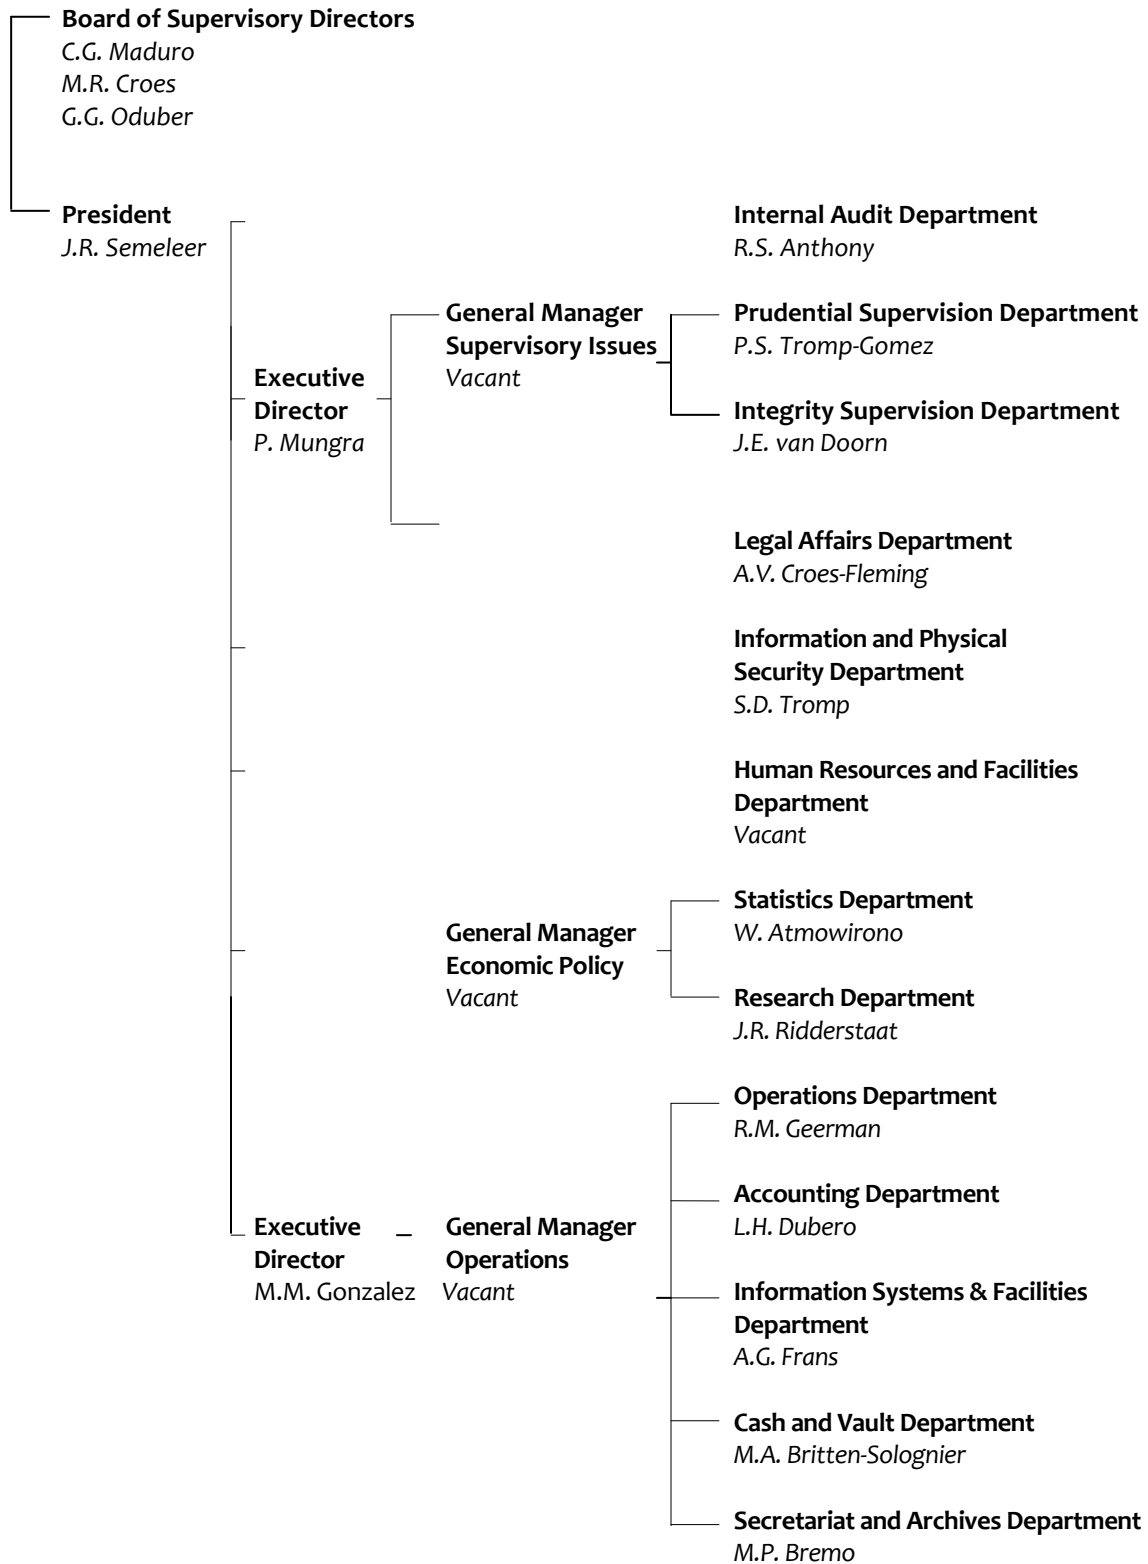 Board of Supervisory Directors
C.G. Maduro
M.R. Croes
G.G. Oduber
President
J.R. Semeleer
Internal Audit Department
R.S. Anthony
Executive
Director
P. Mungra
General Manager
Supervisory Issues
Vacant
Prudential Supervision Department
P.S. Tromp-Gomez
Integrity Supervision Department
J.E. van Doorn
Legal Affairs Department
A.V. Croes-Fleming
Information and Physical
Security Department
S.D. Tromp
Human Resources and Facilities
Department
Vacant
General Manager
Economic Policy
Vacant
Statistics Department
W. Atmowirono
Research Department
J.R. Ridderstaat
Executive
Director
M.M. Gonzalez
General Manager
Operations
Vacant
Operations Department
R.M. Geerman
Accounting Department
L.H. Dubero
Information Systems & Facilities
Department
A.G. Frans
Cash and Vault Department
M.A. Britten-Solognier
Secretariat and Archives Department
M.P. Bremo